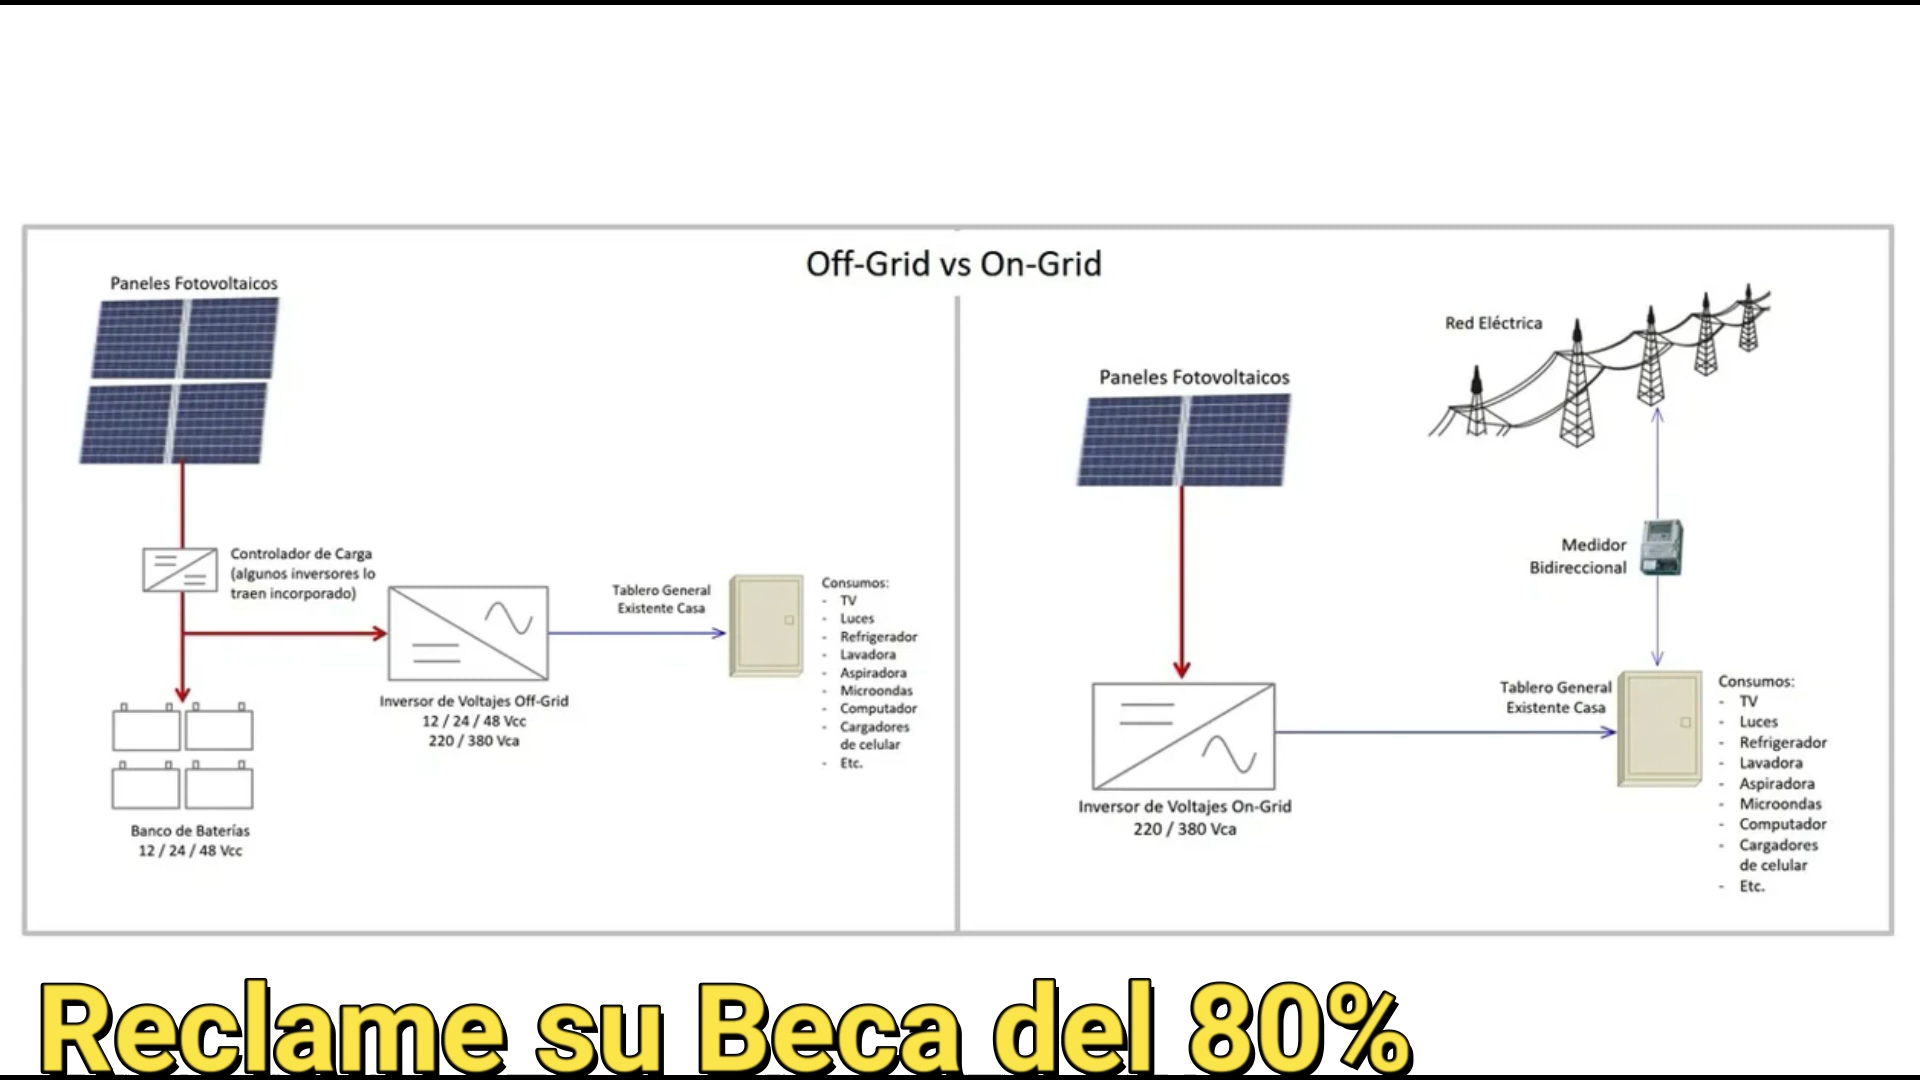 Off-Grid vs On-Grid
Paneles Fotovoltaicos
Controlador de Carga
(algunos inversores lo
traen incorporado)
Inversor de Voltajes Off-Grid
12 / 24 / 48 Vcc
220 / 380 Vca
Banco de Baterías
12 / 24 / 48 Vcc
Tablero General
Existente Casa
Consumos:
- TV
- Luces
- Refrigerador
- Lavadora
- Aspiradora
- Microondas
- Computador
- Cargadores
de celular
- Etc.
Red Eléctrica
Paneles Fotovoltaicos
Medidor
Bidireccional
Inversor de Voltajes On-Grid
220 / 380 Vca
Tablero General
Existente Casa
Consumos:
- TV
- Luces
- Refrigerador
- Lavadora
- Aspiradora
- Microondas
- Computador
- Cargadores
de celular
- Etc.
Reclame su Beca del 80%